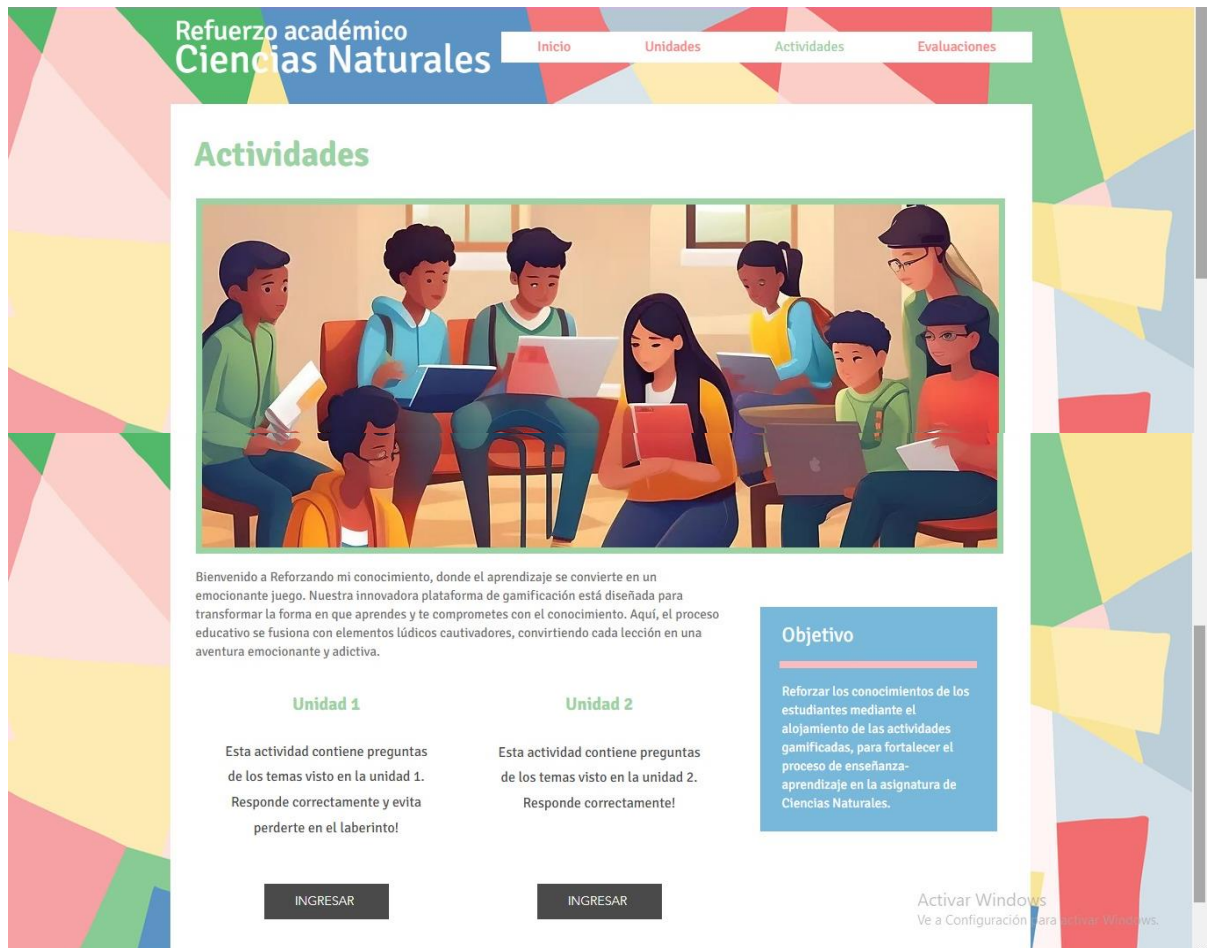 Refuerzo académico
Ciencias Naturales
Inicio
Unidades
Actividades
Evaluaciones
Actividades
Bienvenido a Reforzando mi conocimiento, donde el aprendizaje se convierte en un
emocionante juego. Nuestra innovadora plataforma de gamificación está diseñada para
transformar la forma en que aprendes y te comprometes con el conocimiento. Aquí, el proceso
educativo se fusiona con elementos lúdicos cautivadores, convirtiendo cada lección en una
aventura emocionante y adictiva.
Unidad 1
Esta actividad contiene preguntas
de los temas visto en la unidad 1.
Responde correctamente y evita
perderte en el laberinto!
INGRESAR
Unidad 2
Esta actividad contiene preguntas
de los temas visto en la unidad 2.
Responde correctamente!
INGRESAR
Objetivo
Reforzar los conocimientos de los
estudiantes mediante el
alojamiento de las actividades
gamificadas, para fortalecer el
proceso de enseñanza-
aprendizaje en la asignatura de
Ciencias Naturales.
Activar Windows
Ve a Configuración para activar Windows.